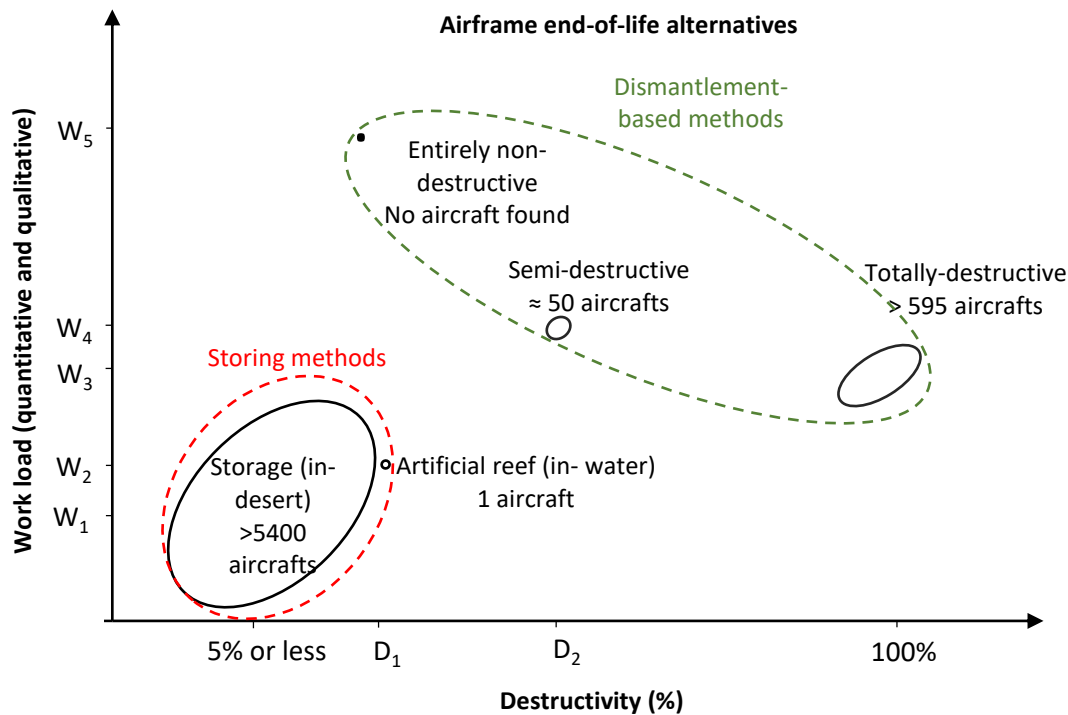 Airframe end-of-life alternatives
Work load (quantitative and qualitative)
W5
W4
W3
W2
W1
Dismantlement-
based methods
Entirely non-
destructive
No aircraft found
Semi-destructive
≈ 50 aircrafts
Totally-destructive
> 595 aircrafts
Storing methods
Storage (in-
desert)
>5400
aircrafts
Artificial reef (in- water)
1 aircraft
5% or less
D1
D2
100%
Destructivity (%)